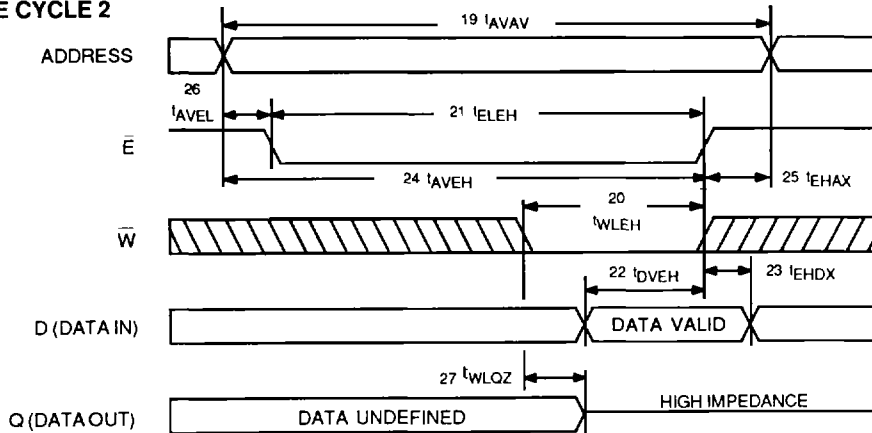 E CYCLE 2
19 tAVAV
ADDRESS
26
tAVEL
21 tELEH
E̅
24 tAVEH
25 tEHAX
20
tWLEH
W̅
22 tDVEH
23 tEHDX
D (DATA IN)
DATA VALID
27 tWLQZ
Q (DATA OUT)
DATA UNDEFINED
HIGH IMPEDANCE